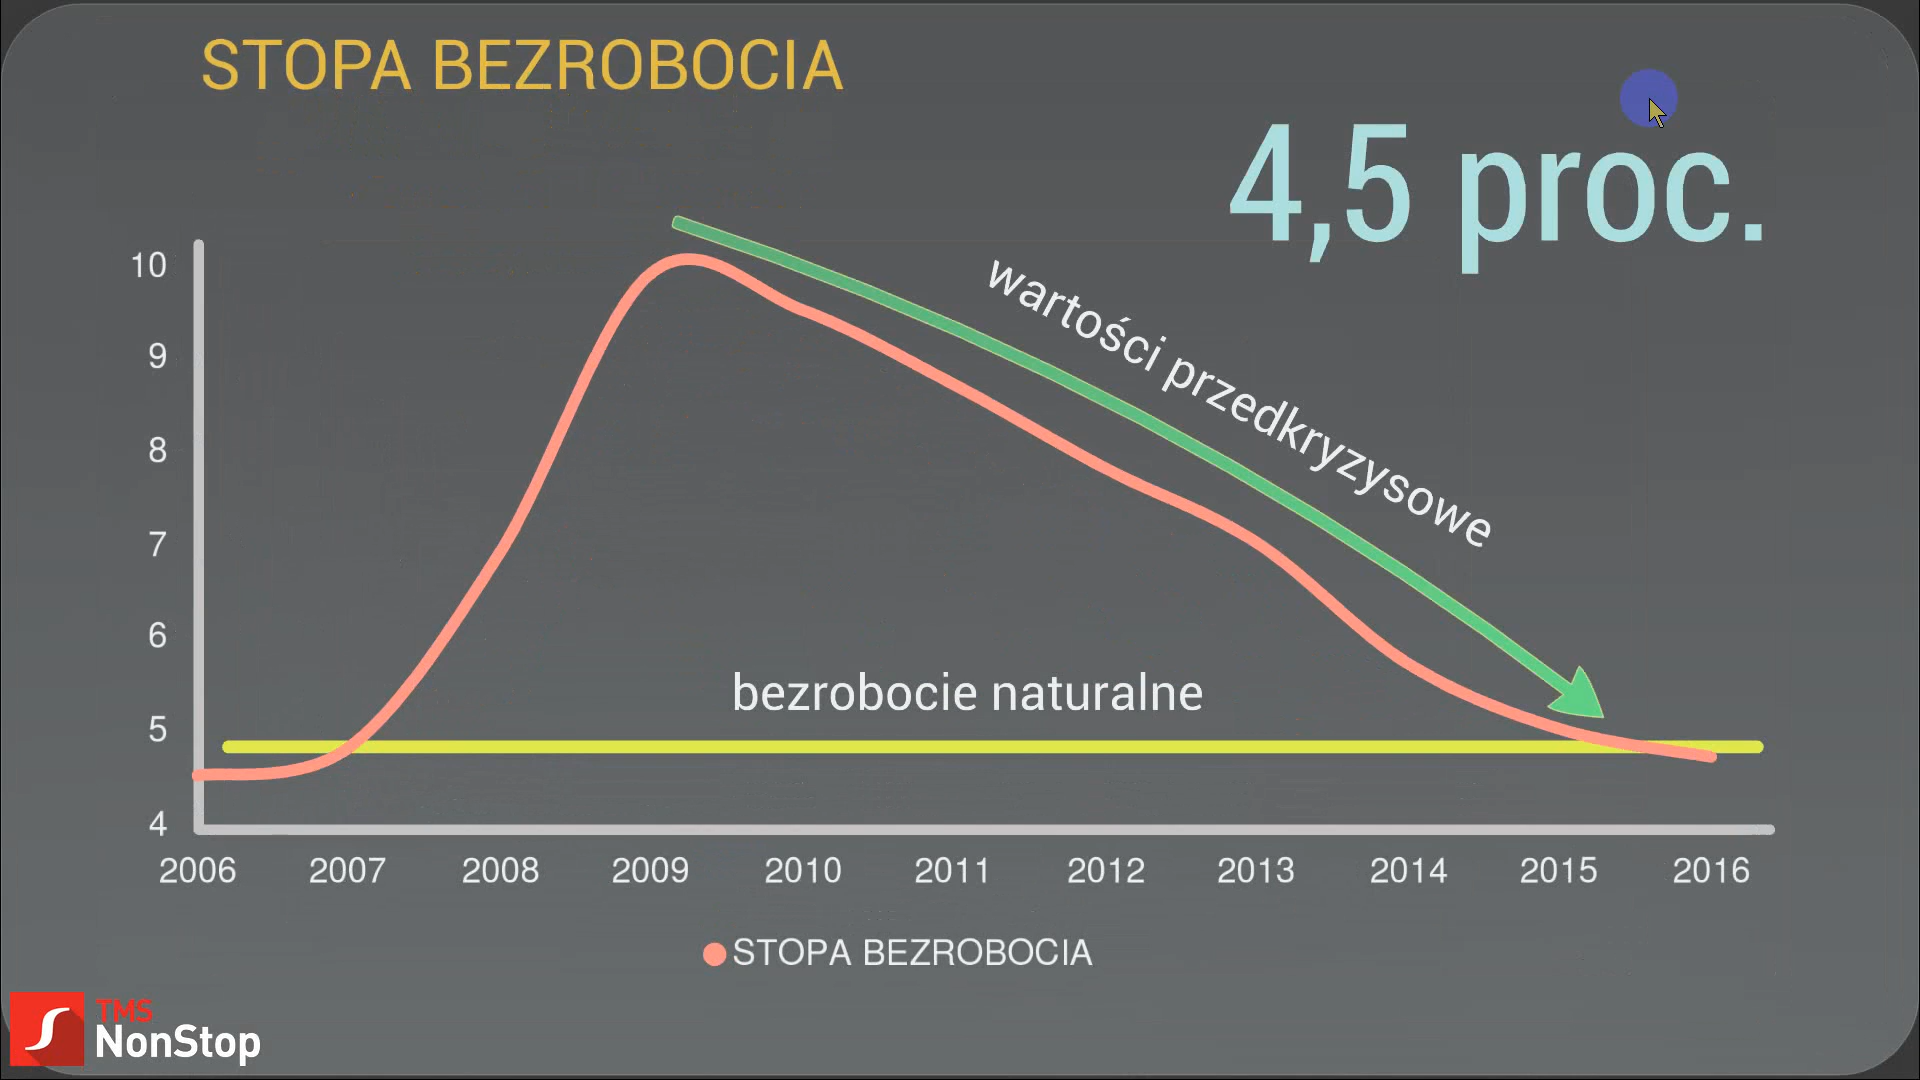 STOPA BEZROBOCIA
4,5 proc.
wartości przedkryzysowe
10
9
8
7
6
5
4
bezrobocie naturalne
2006 2007 2008 2009 2010 2011 2012 2013 2014 2015 2016
STOPA BEZROBOCIA
TMS
NonStop